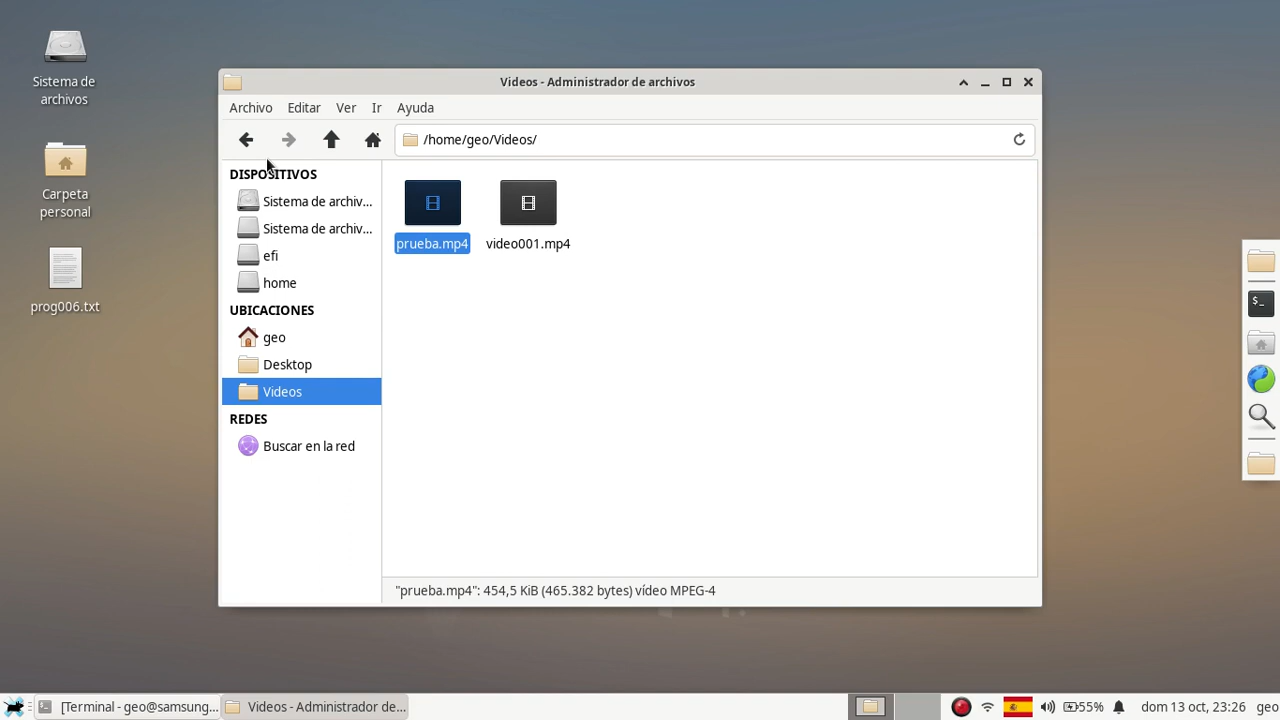 Sistema de
archivos
Carpeta
personal
prog006.txt
Videos - Administrador de archivos
Archivo Editar Ver Ir Ayuda
/home/geo/Videos/
DISPOSITIVOS
Sistema de archiv...
Sistema de archiv...
efi
home
UBICACIONES
geo
Desktop
Videos
REDES
Buscar en la red
prueba.mp4 video001.mp4
"prueba.mp4": 454,5 KiB (465.382 bytes) vídeo MPEG-4
[Terminal - geo@samsung... Videos - Administrador de... 55% dom 13 oct, 23:26 geo